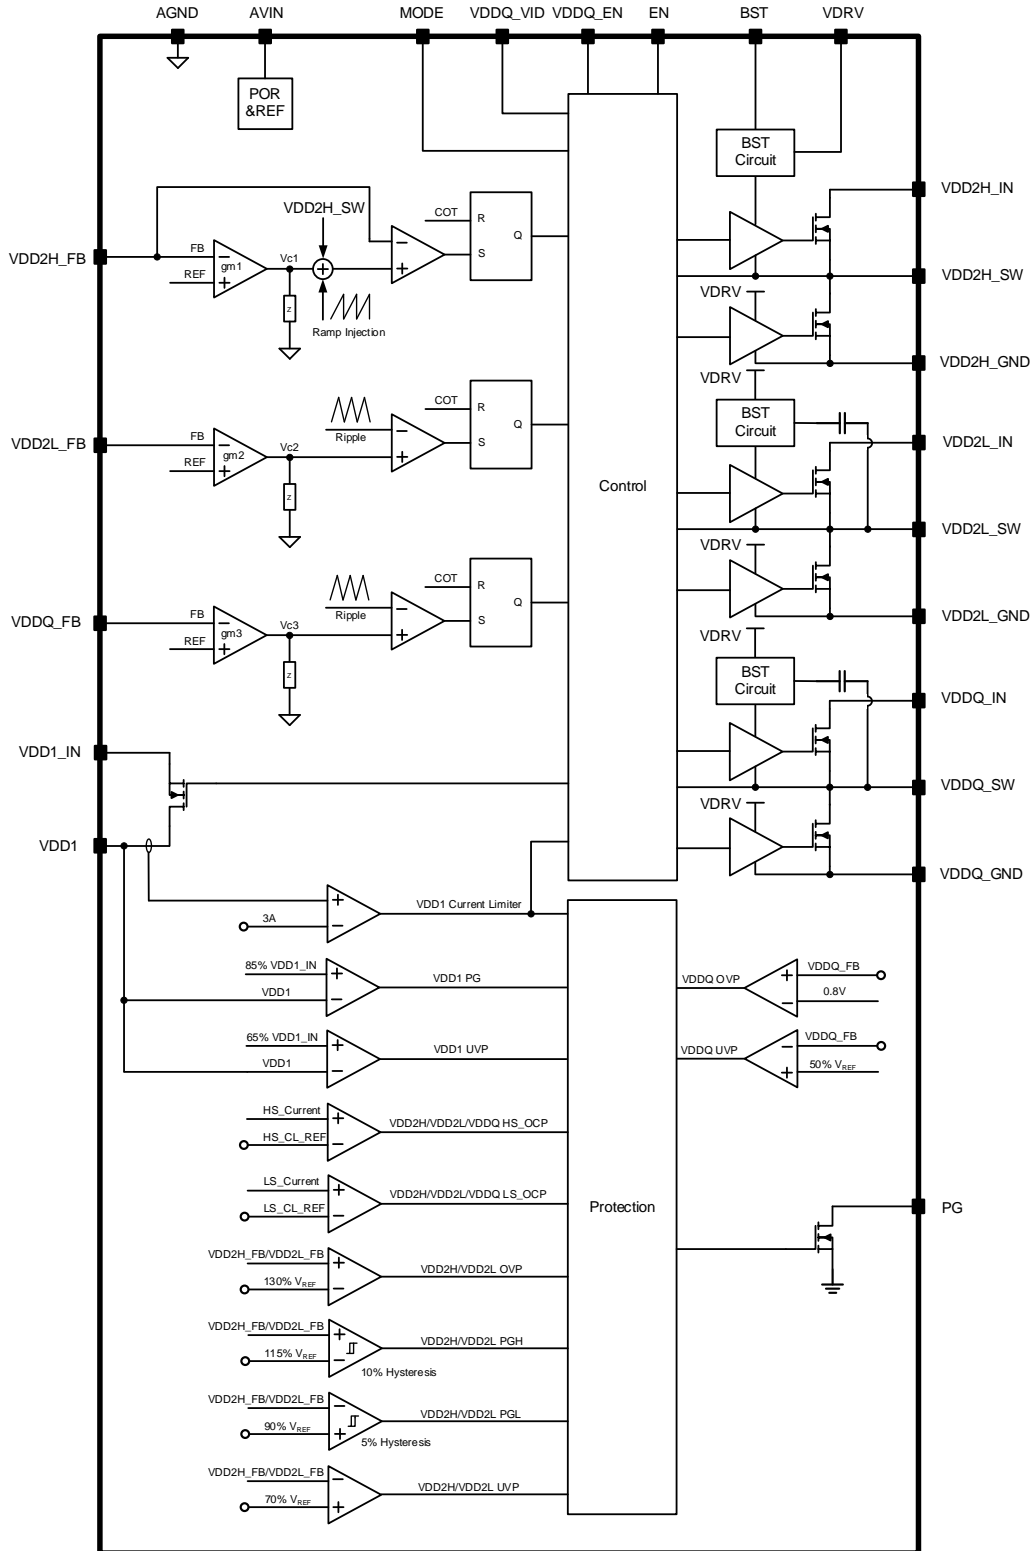 AGND AVIN MODE VDDQ_VID VDDQ_EN EN BST VDRV
POR
&REF
BST
Circuit
VDD2H_IN
VDD2H_SW
COT
R
S
Q
VDD2H_FB
FB
REF
−
+
gm1
Vc1
+
−
+
z
Ramp Injection
VDD2H_SW
VDRV
VDD2H_GND
VDRV
BST
Circuit
VDD2L_IN
VDD2L_FB
FB
REF
−
+
gm2
Vc2
z
Ripple
−
+
COT
R
S
Q
Control
VDD2L_SW
VDRV
VDD2L_GND
VDDQ_FB
FB
REF
−
+
gm3
Vc3
z
Ripple
−
+
COT
R
S
Q
VDRV
BST
Circuit
VDDQ_IN
VDD1_IN
VDDQ_SW
VDRV
VDD1
VDDQ_GND
3A
+
−
VDD1 Current Limiter
85% VDD1_IN
VDD1
+
−
VDD1 PG
VDDQ OVP
+
−
VDDQ_FB
0.8V
65% VDD1_IN
VDD1
+
−
VDD1 UVP
VDDQ UVP
−
+
VDDQ_FB
50% VREF
HS_Current
HS_CL_REF
+
−
VDD2H/VDD2L/VDDQ HS_OCP
LS_Current
LS_CL_REF
+
−
VDD2H/VDD2L/VDDQ LS_OCP
Protection
PG
VDD2H_FB/VDD2L_FB
130% VREF
+
−
VDD2H/VDD2L OVP
VDD2H_FB/VDD2L_FB
115% VREF
+
−
VDD2H/VDD2L PGH
10% Hysteresis
VDD2H_FB/VDD2L_FB
90% VREF
−
+
VDD2H/VDD2L PGL
5% Hysteresis
VDD2H_FB/VDD2L_FB
70% VREF
−
+
VDD2H/VDD2L UVP